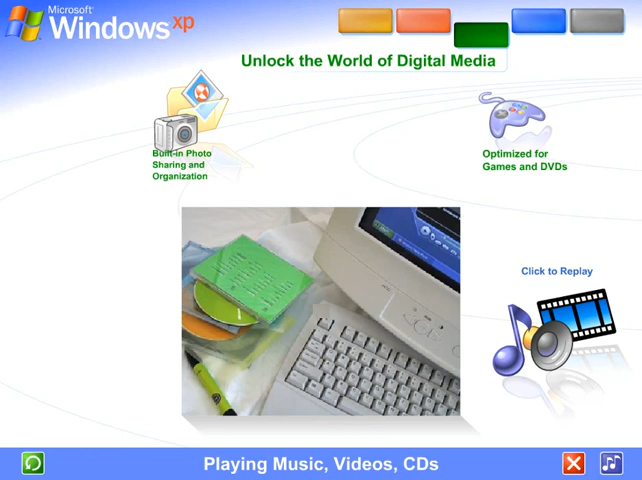 Microsoft®
Windows xp
Unlock the World of Digital Media
Built-in Photo
Sharing and
Organization
Optimized for
Games and DVDs
Click to Replay
Playing Music, Videos, CDs